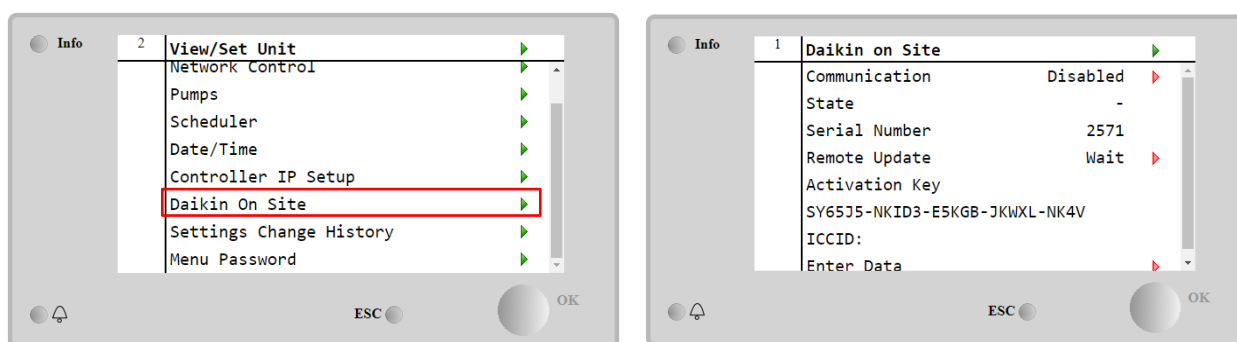 Info
2 View/Set Unit
Network Control
Pumps
Scheduler
Date/Time
Controller IP Setup
Daikin On Site
Settings Change History
Menu Password
ESC
OK
Info
1 Daikin on Site
Communication Disabled
State -
Serial Number 2571
Remote Update Wait
Activation Key
SY65J5-NKID3-E5KGB-JKWXL-NK4V
ICCID:
Enter Data
ESC
OK